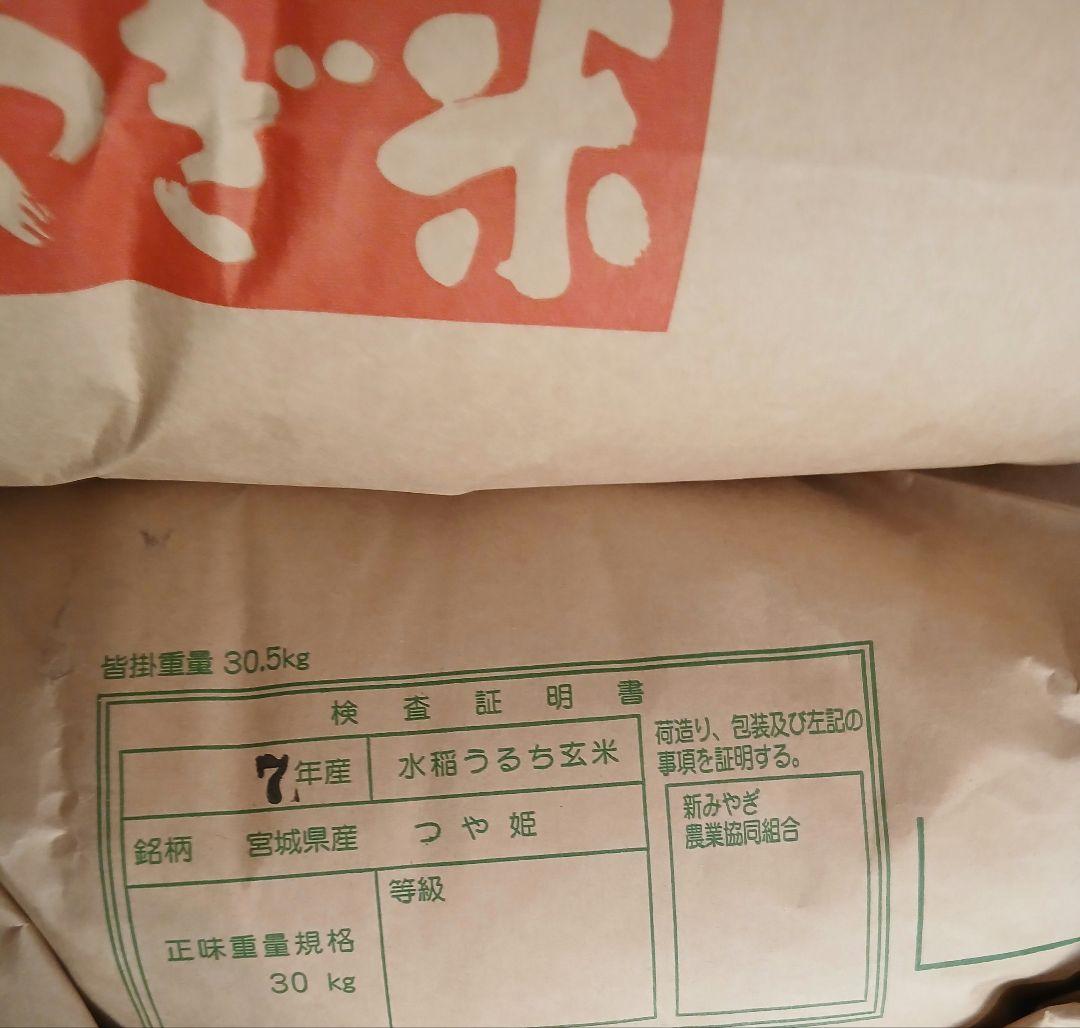 ぎ米
皆掛重量 30.5kg
検査証明書
7年産 水稲うるち玄米
銘柄 宮城県産 つや姫
正味重量規格
30 kg
等級
荷造り、包装及び左記の
事項を証明する。
新みやぎ
農業協同組合